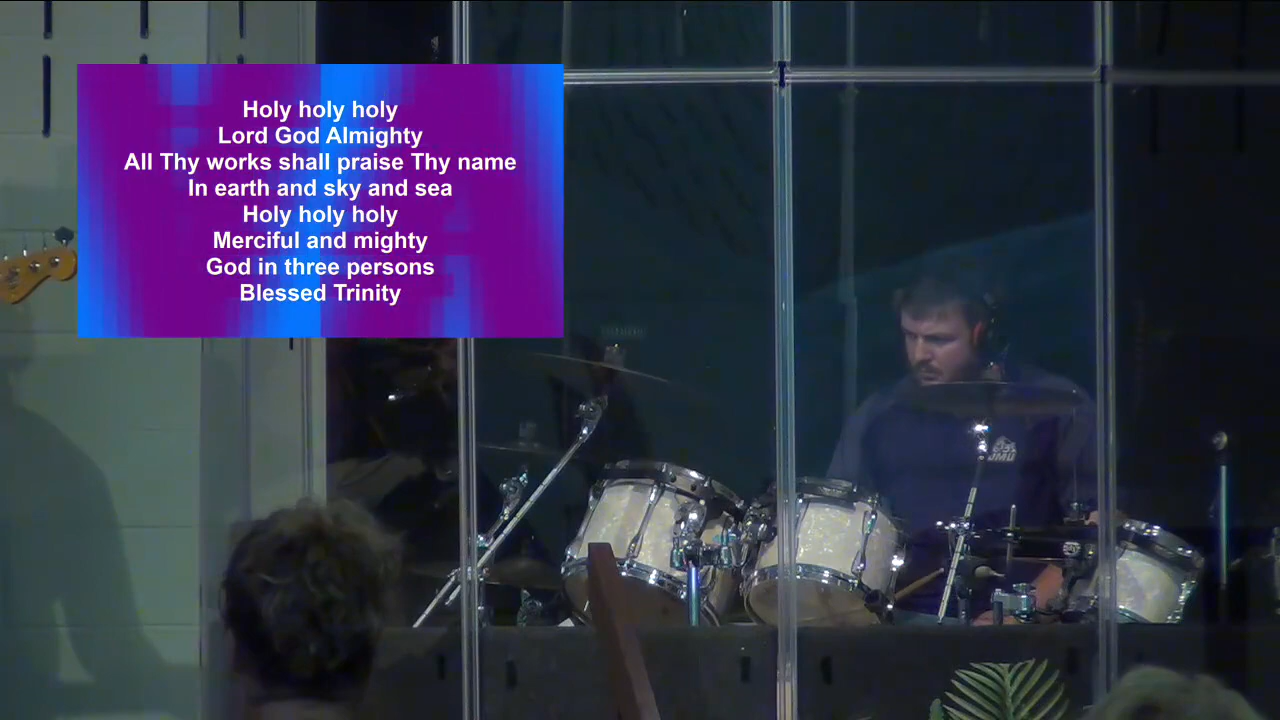 Holy holy holy
Lord God Almighty
All Thy works shall praise Thy name
In earth and sky and sea
Holy holy holy
Merciful and mighty
God in three persons
Blessed Trinity
JMU